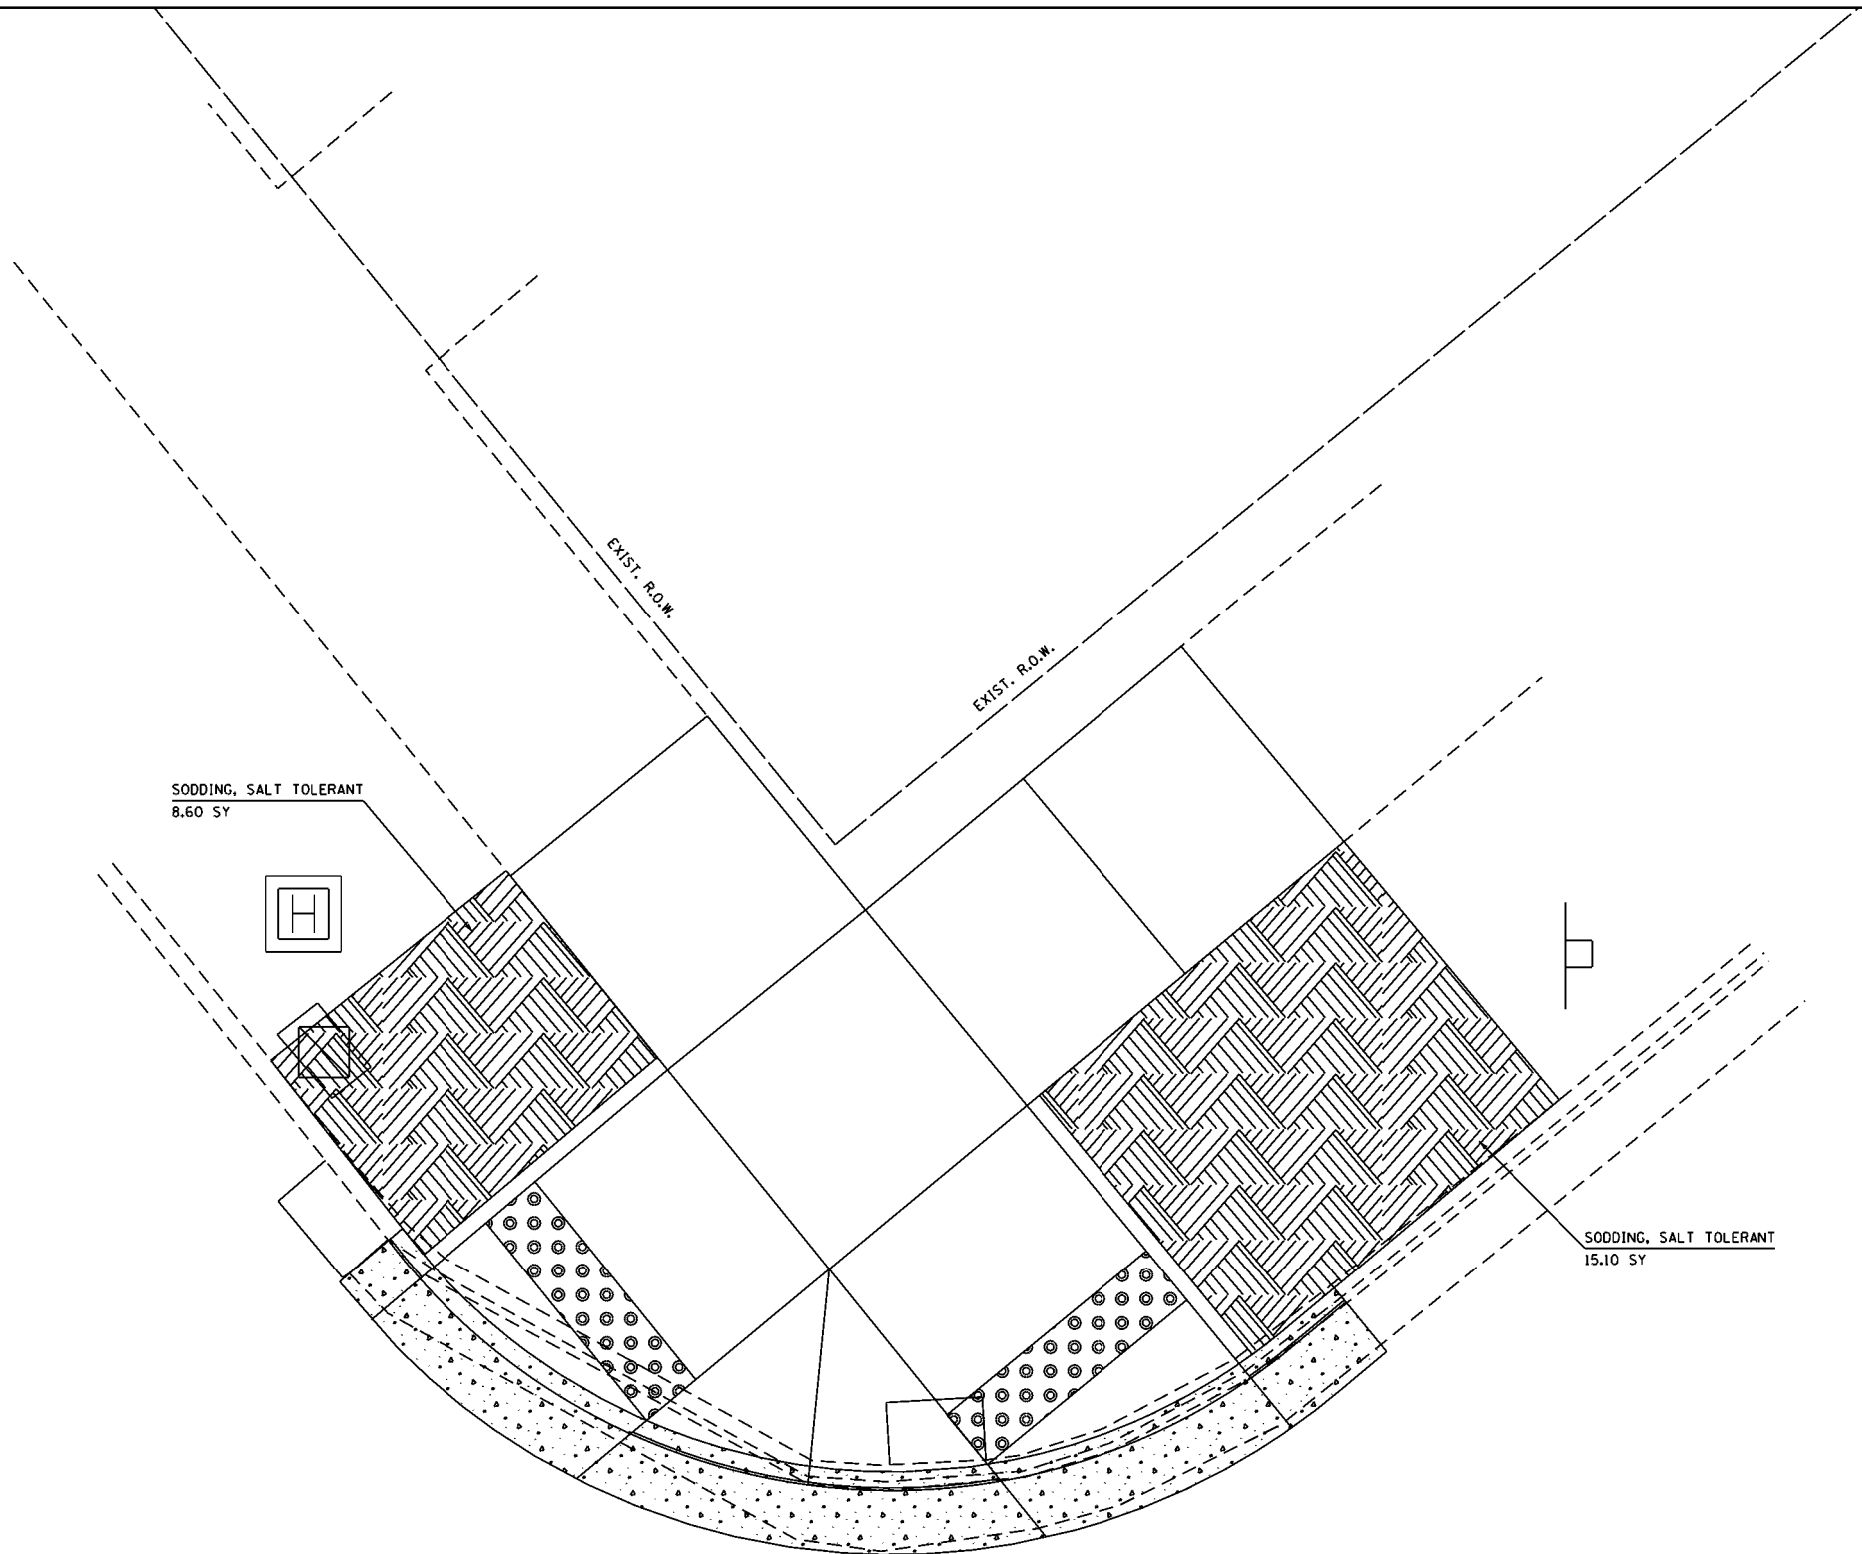 EXIST. R.O.W.
EXIST. R.O.W.
SODDING, SALT TOLERANT
8.60 SY
H
SODDING, SALT TOLERANT
15.10 SY